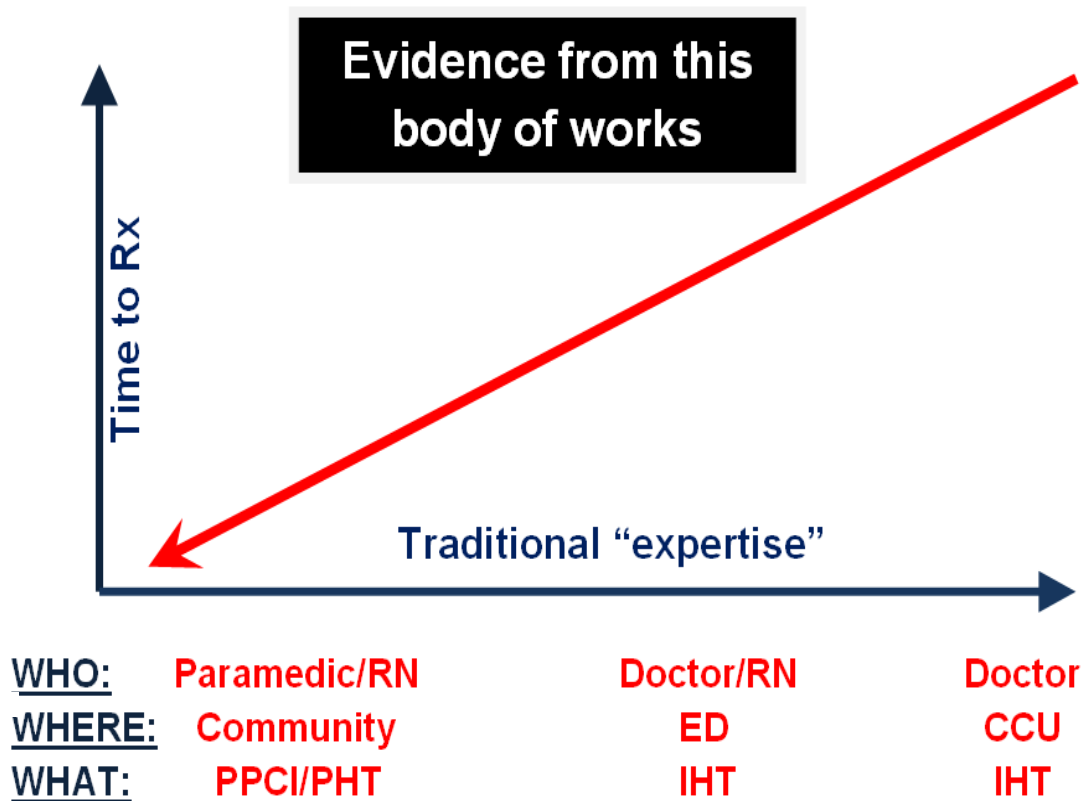 Evidence from this
body of works
Time to Rx
Traditional “expertise”
WHO: Paramedic/RN Doctor/RN Doctor
WHERE: Community ED CCU
WHAT: PPCI/PHT IHT IHT